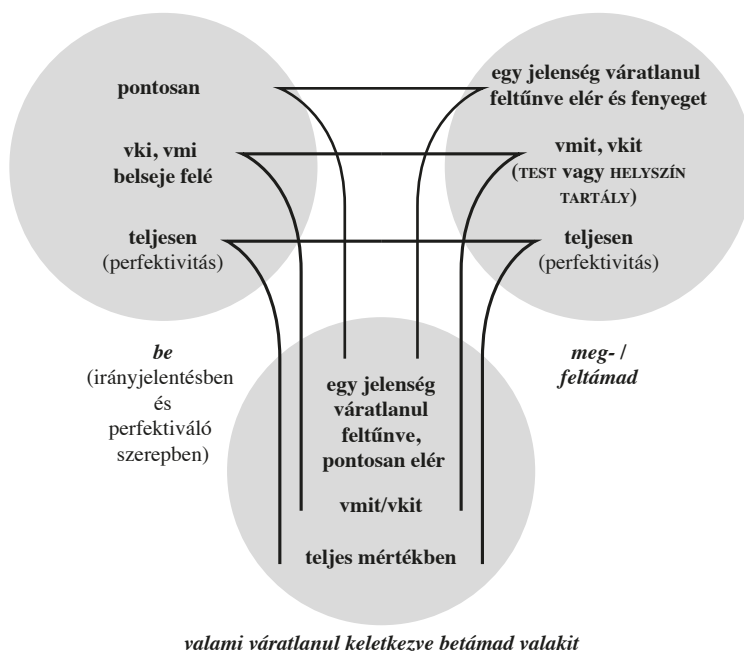 pontosan
vki, vmi
belseje felé
teljesen
(perfektivitás)
egy jelenség váratlanul
feltűnve elér és fenyeget
vmit, vkit
(TEST vagy HELYSZÍN
TARTÁLY)
teljesen
(perfektivitás)
be
(irányjelentésben
és
perfektiváló
szerepben)
meg- /
feltámad
egy jelenség
váratlanul
feltűnve,
pontosan elér
vmit/vkit
teljes mértékben
valami váratlanul keletkezve betámad valakit